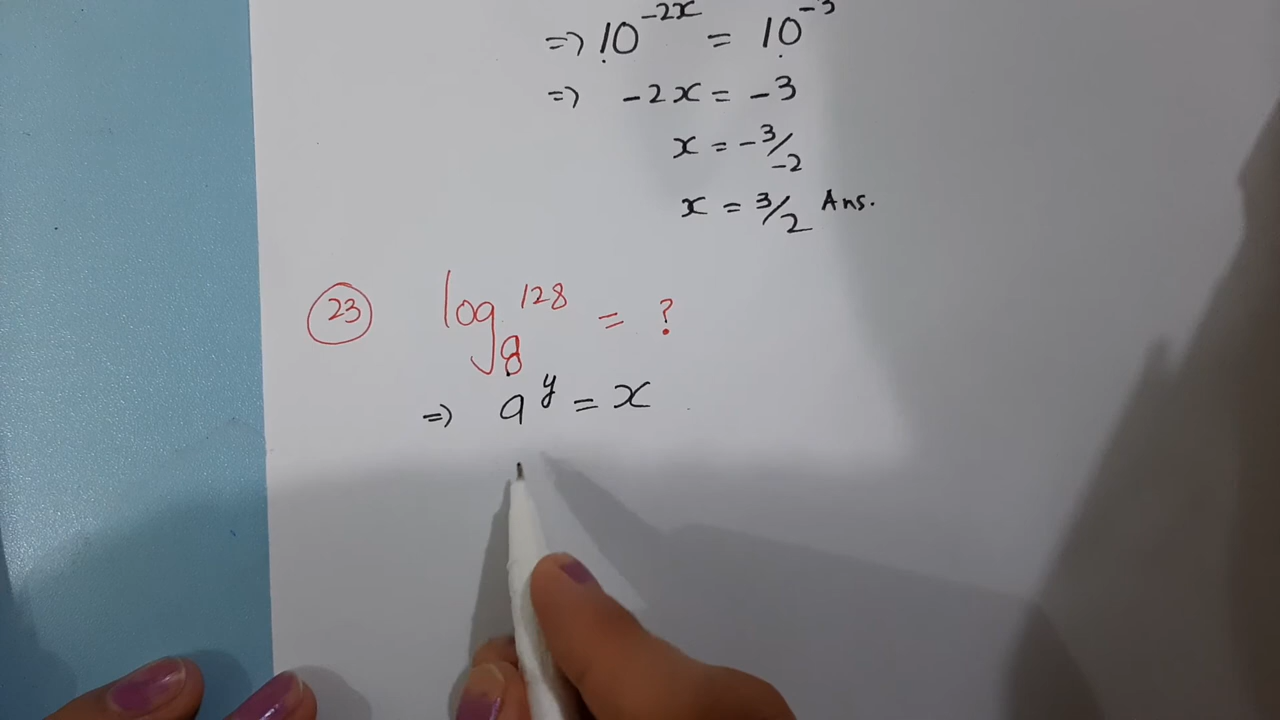 => 10^-2x = 10^-3
=> -2x = -3
x = -3/-2
x = 3/2 Ans.
23 log_8 128 = ?
=> a^y = x